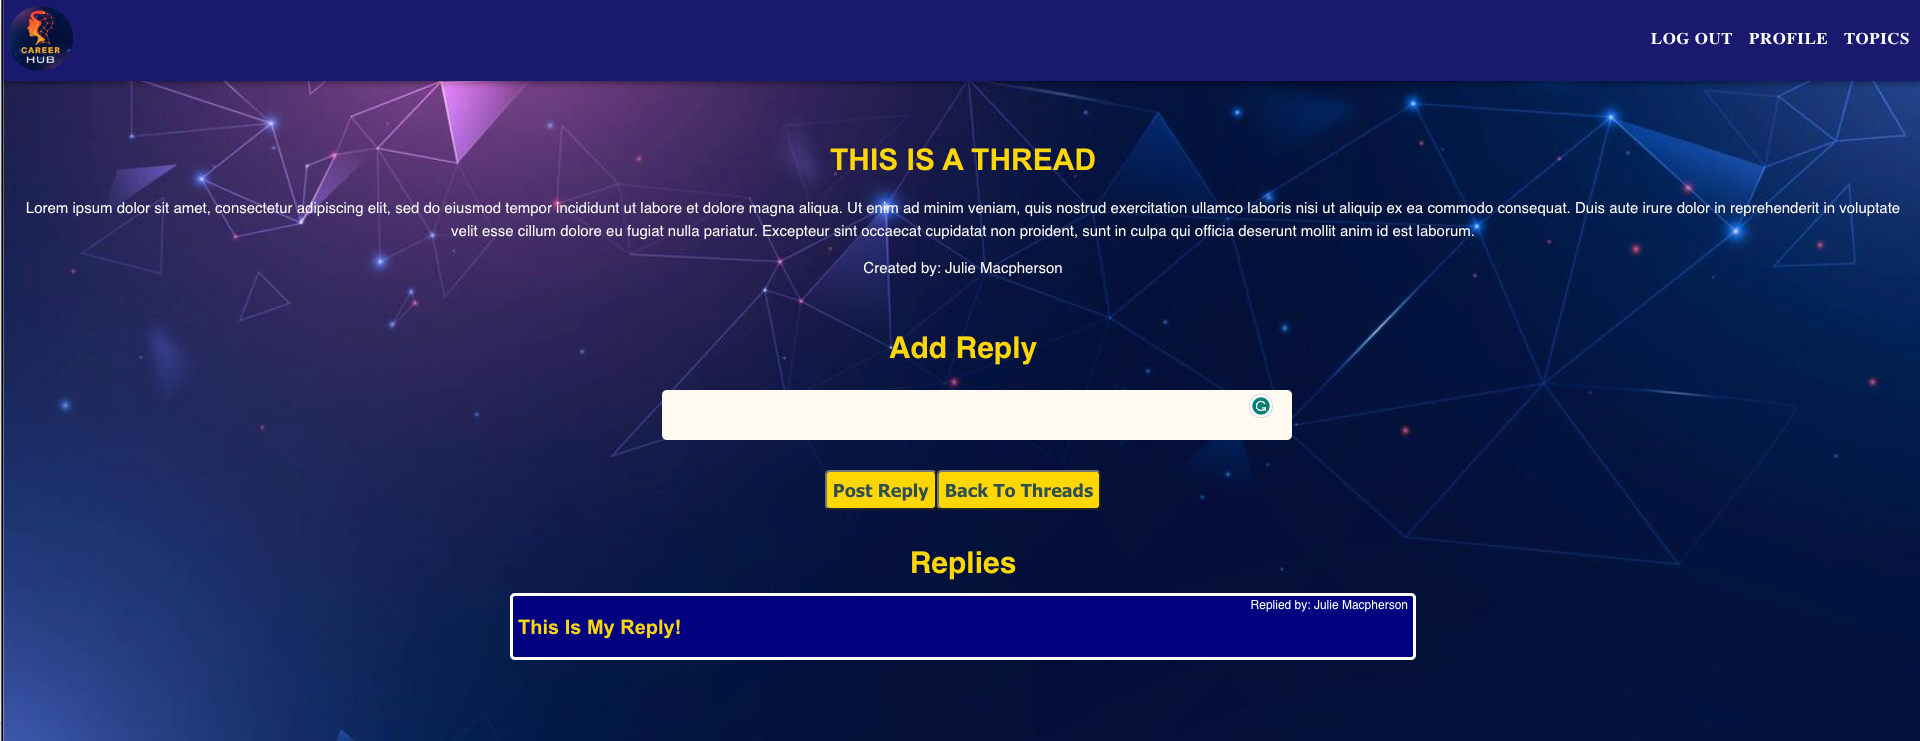 CAREER
HUB
LOG OUT PROFILE TOPICS
THIS IS A THREAD
Lorem ipsum dolor sit amet, consectetur adipiscing elit, sed do eiusmod tempor incididunt ut labore et dolore magna aliqua. Ut enim ad minim veniam, quis nostrud exercitation ullamco laboris nisi ut aliquip ex ea commodo consequat. Duis aute irure dolor in reprehenderit in voluptate
velit esse cillum dolore eu fugiat nulla pariatur. Excepteur sint occaecat cupidatat non proident, sunt in culpa qui officia deserunt mollit anim id est laborum.
Created by: Julie Macpherson
Add Reply
Post Reply Back To Threads
Replies
Replied by: Julie Macpherson
This Is My Reply!